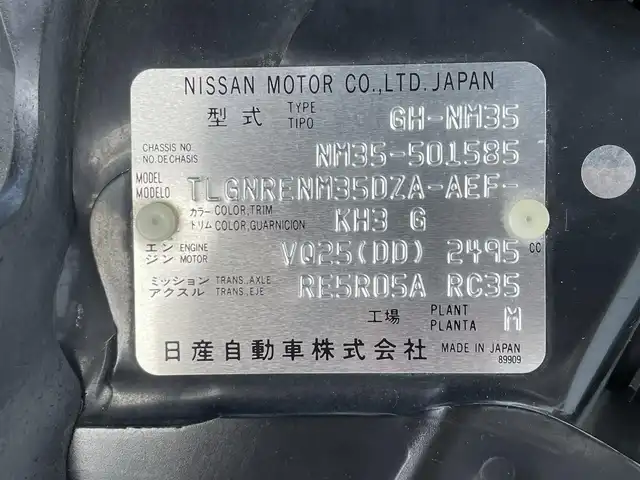 NISSAN MOTOR CO.,LTD.JAPAN
型式 TYPE TIPO GH-NM35
CHASSIS NO NO.DECHASIS NM35-501585
MODEL MODELO TLGNRENM35DZA-AEF-
カラー COLOR,TRIM
トリム COLOR,GUARNICION KH3 G
エンジン ENGINE MOTOR VQ25(DD) 2495 CC
ミッション TRANS.,AXLE
アクスル TRANS.,EJE RE5R05A RC35
工場 PLANT PLANTA M
日産自動車株式会社 MADE IN JAPAN
89909